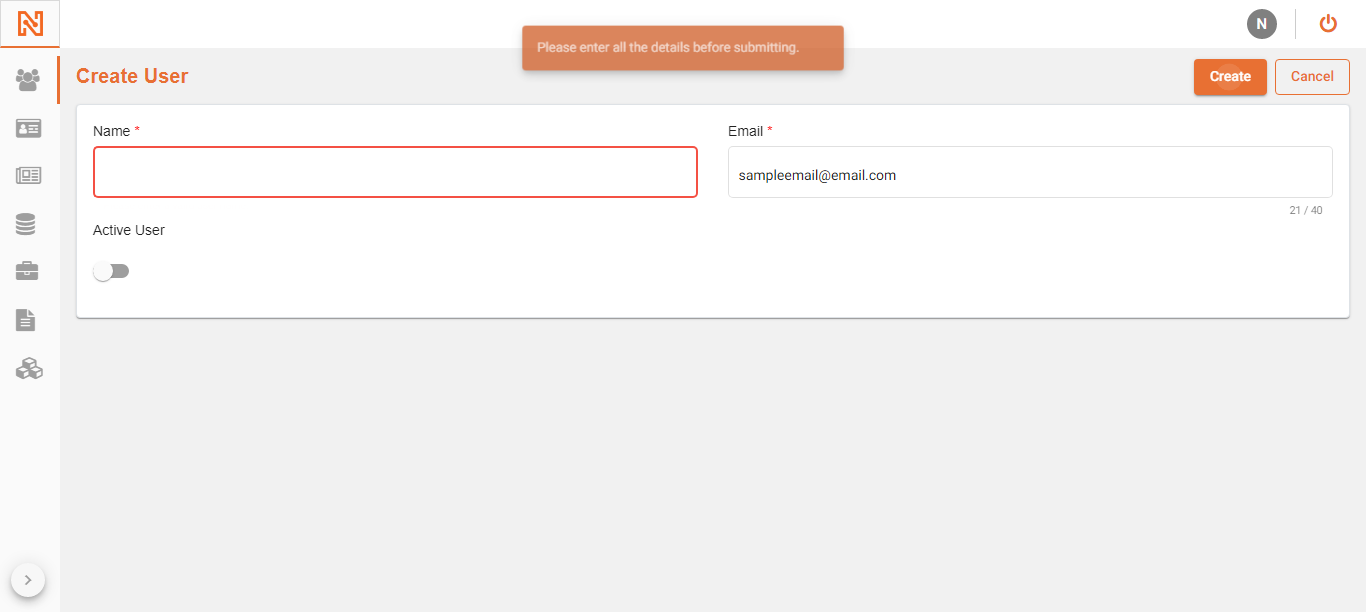 N
Please enter all the details before submitting.
Create User
Create
Cancel
Name *
Email *
sampleemail@email.com
21 / 40
Active User